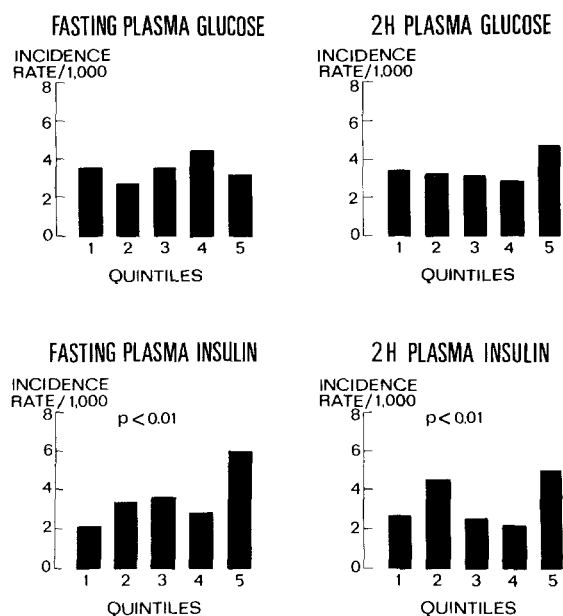 FASTING PLASMA GLUCOSE
INCIDENCE
RATE/1,000
8
6
4
2
0
1 2 3 4 5
QUINTILES
2H PLASMA GLUCOSE
INCIDENCE
RATE/1,000
8
6
4
2
0
1 2 3 4 5
QUINTILES
FASTING PLASMA INSULIN
INCIDENCE
RATE/1,000
p<0.01
8
6
4
2
0
1 2 3 4 5
QUINTILES
2H PLASMA INSULIN
INCIDENCE
RATE/1,000
p<0.01
8
6
4
2
0
1 2 3 4 5
QUINTILES